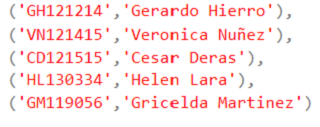 ('GH121214','Gerardo Hierro'),
('VN121415','Veronica Nuñez'),
('CD121515','Cesar Deras'),
('HL130334','Helen Lara'),
('GM119056','Gricelda Martinez')